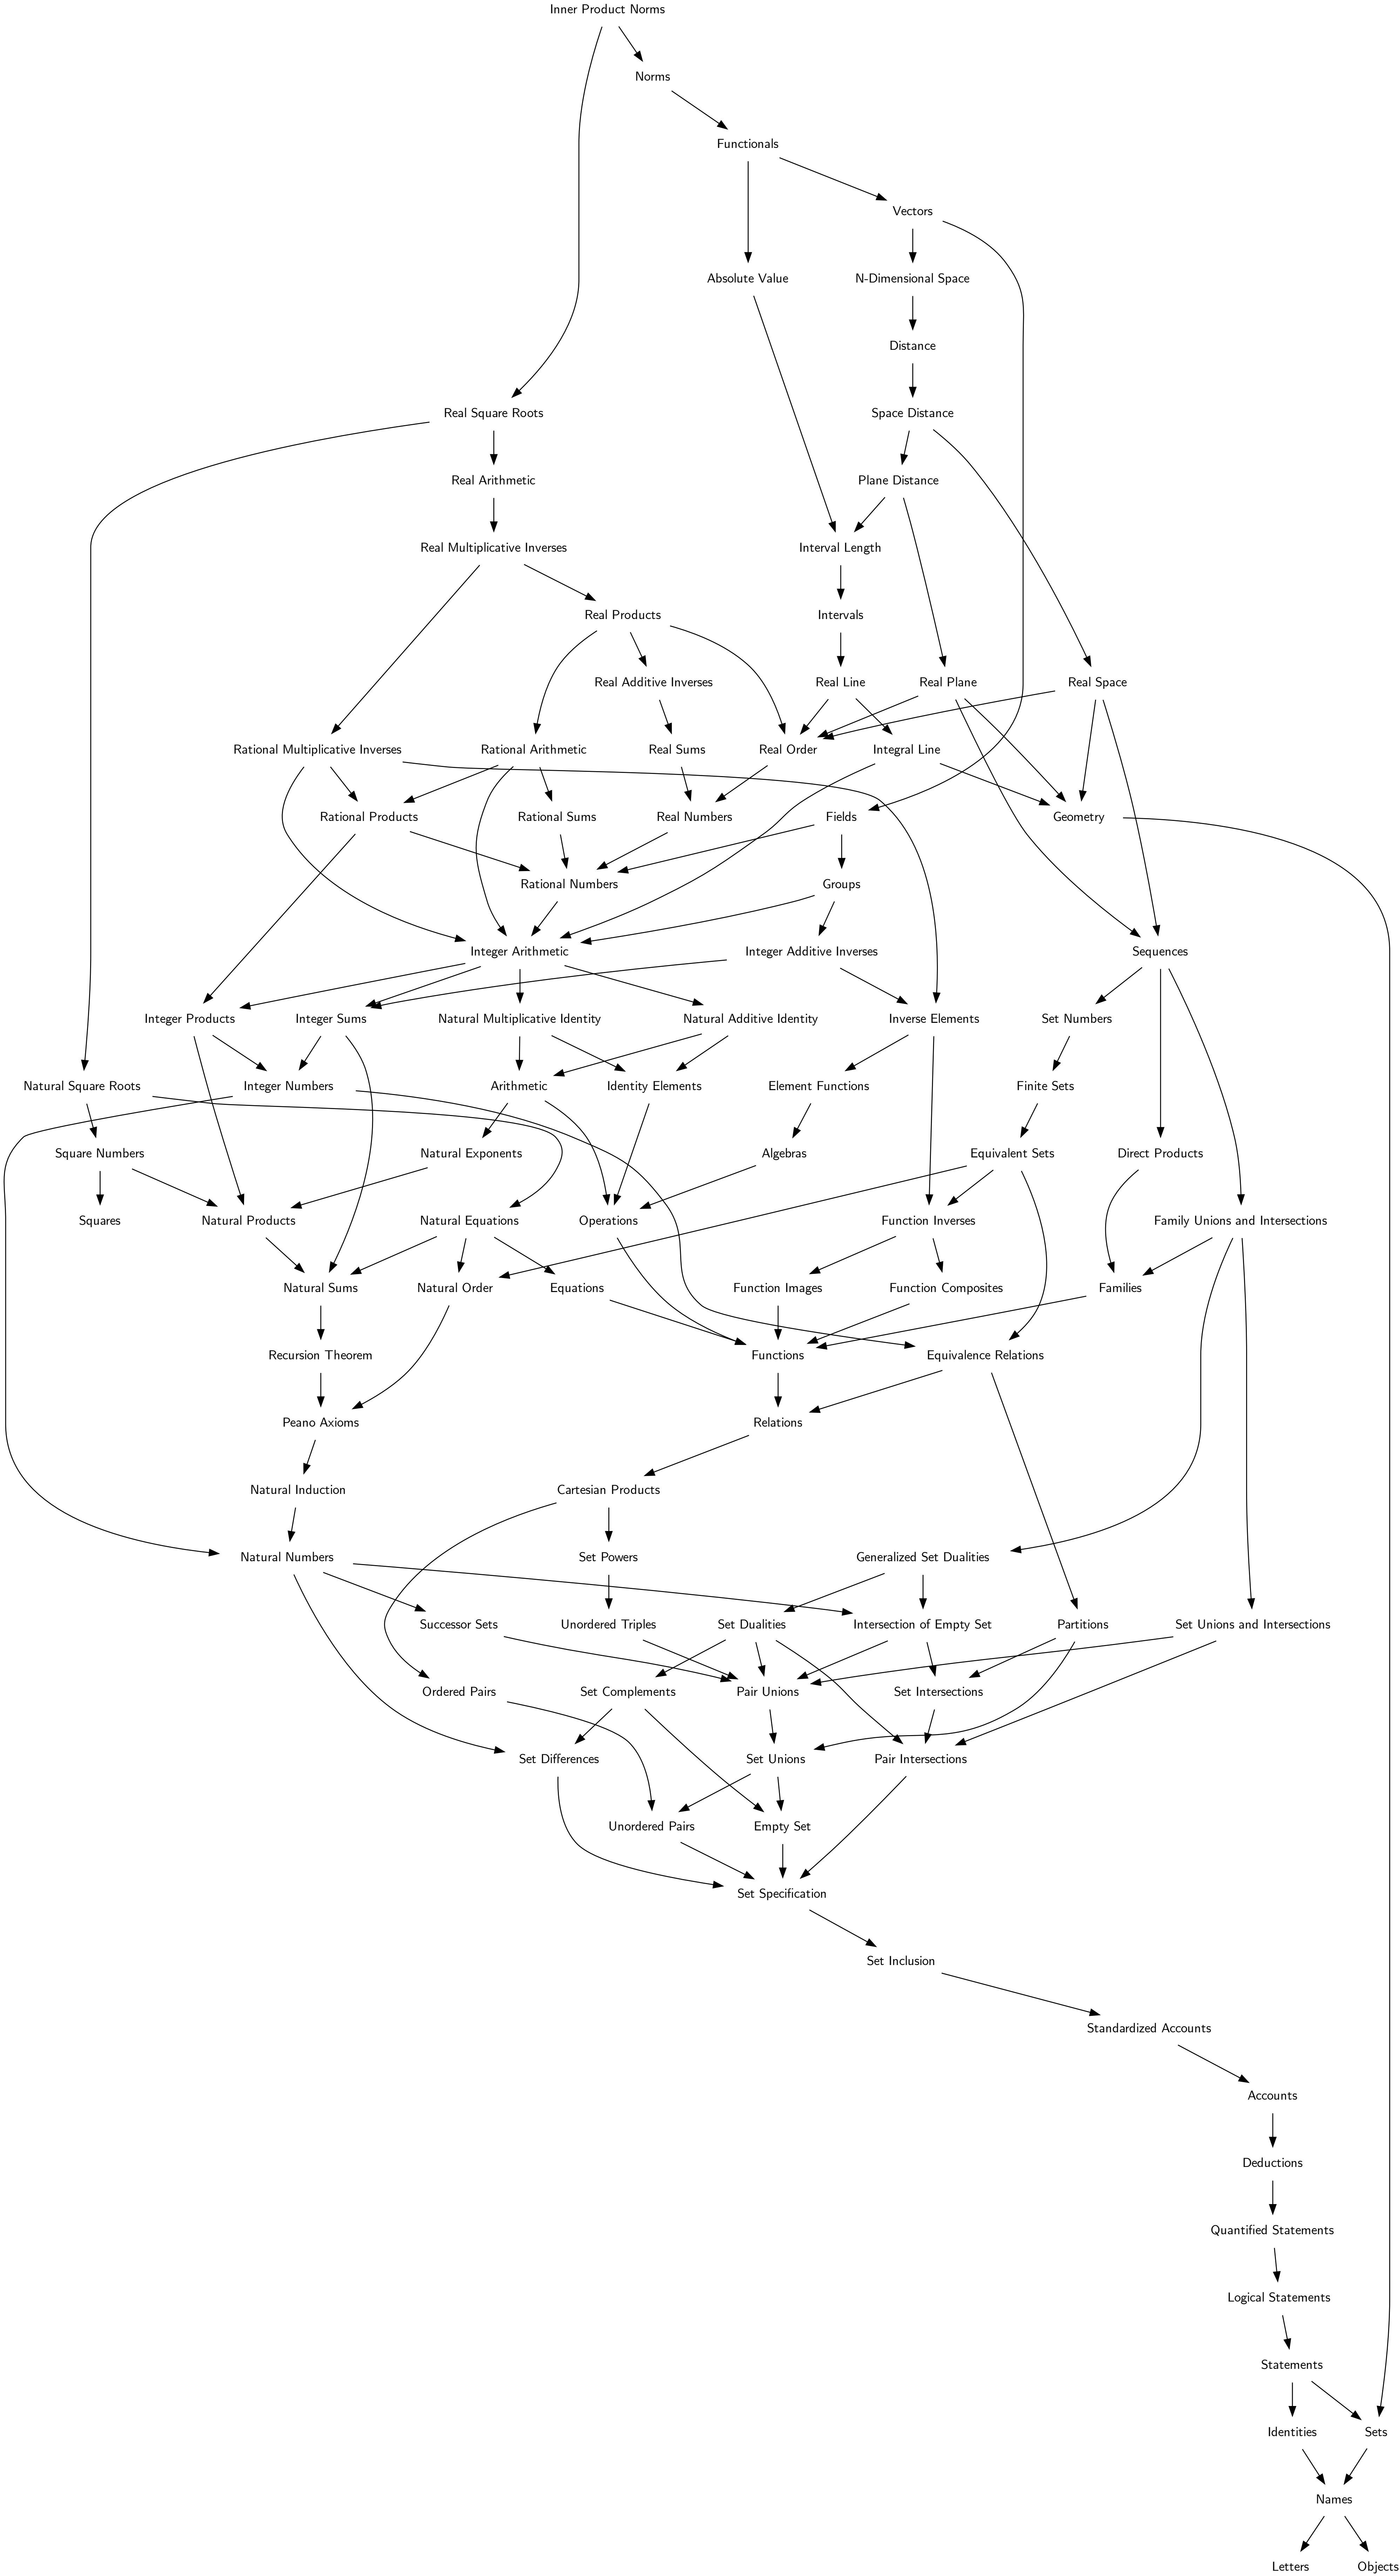 Inner Product Norms
Norms
Functionals
Vectors
Absolute Value
N-Dimensional Space
Distance
Real Square Roots
Space Distance
Real Arithmetic
Plane Distance
Real Multiplicative Inverses
Interval Length
Real Products
Intervals
Real Additive Inverses
Real Line
Real Plane
Real Space
Rational Multiplicative Inverses
Rational Arithmetic
Real Sums
Real Order
Integral Line
Rational Products
Rational Sums
Real Numbers
Fields
Geometry
Rational Numbers
Groups
Integer Arithmetic
Integer Additive Inverses
Sequences
Integer Products
Integer Sums
Natural Multiplicative Identity
Natural Additive Identity
Inverse Elements
Set Numbers
Natural Square Roots
Integer Numbers
Arithmetic
Identity Elements
Element Functions
Finite Sets
Square Numbers
Natural Exponents
Algebras
Equivalent Sets
Direct Products
Squares
Natural Products
Natural Equations
Operations
Function Inverses
Family Unions and Intersections
Natural Sums
Natural Order
Equations
Function Images
Function Composites
Families
Recursion Theorem
Functions
Equivalence Relations
Peano Axioms
Relations
Natural Induction
Cartesian Products
Natural Numbers
Set Powers
Generalized Set Dualities
Successor Sets
Unordered Triples
Set Dualities
Intersection of Empty Set
Partitions
Set Unions and Intersections
Ordered Pairs
Set Complements
Pair Unions
Set Intersections
Set Differences
Set Unions
Pair Intersections
Unordered Pairs
Empty Set
Set Specification
Set Inclusion
Standardized Accounts
Accounts
Deductions
Quantified Statements
Logical Statements
Statements
Identities
Sets
Names
Letters
Objects